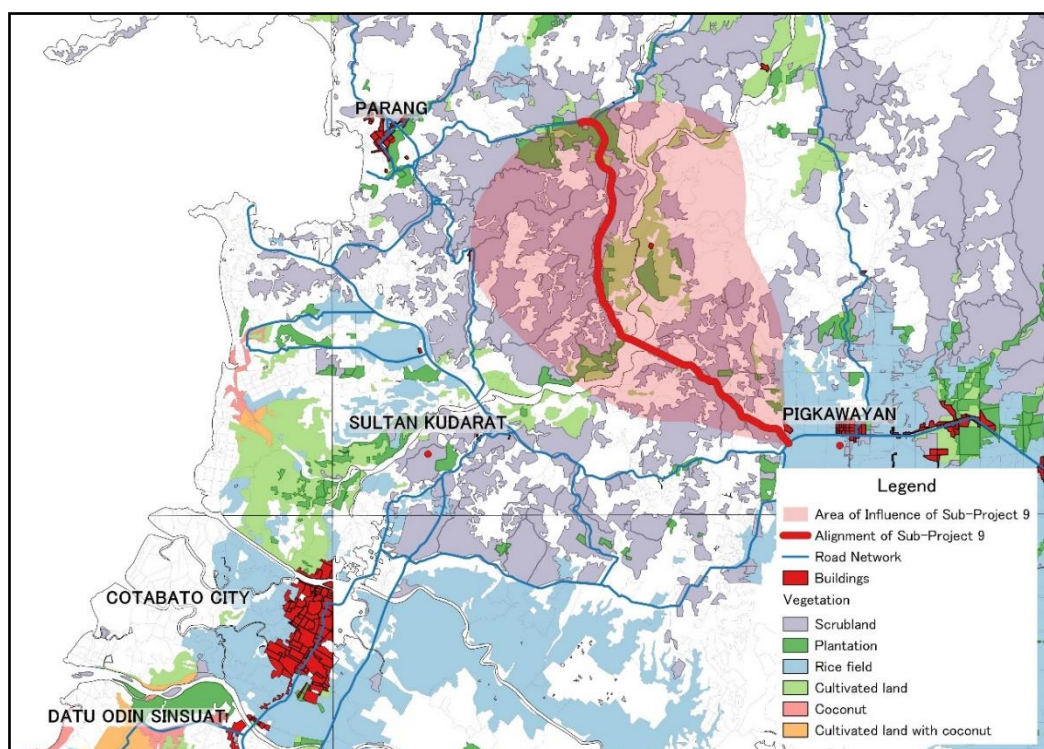 PARANG
SULTAN KUDARAT
PIGKAWAYAN
COTABATO CITY
DATU ODIN SINSUAT
Legend
Area of Influence of Sub-Project 9
Alignment of Sub-Project 9
Road Network
Buildings
Vegetation
Scrubland
Plantation
Rice field
Cultivated land
Coconut
Cultivated land with coconut